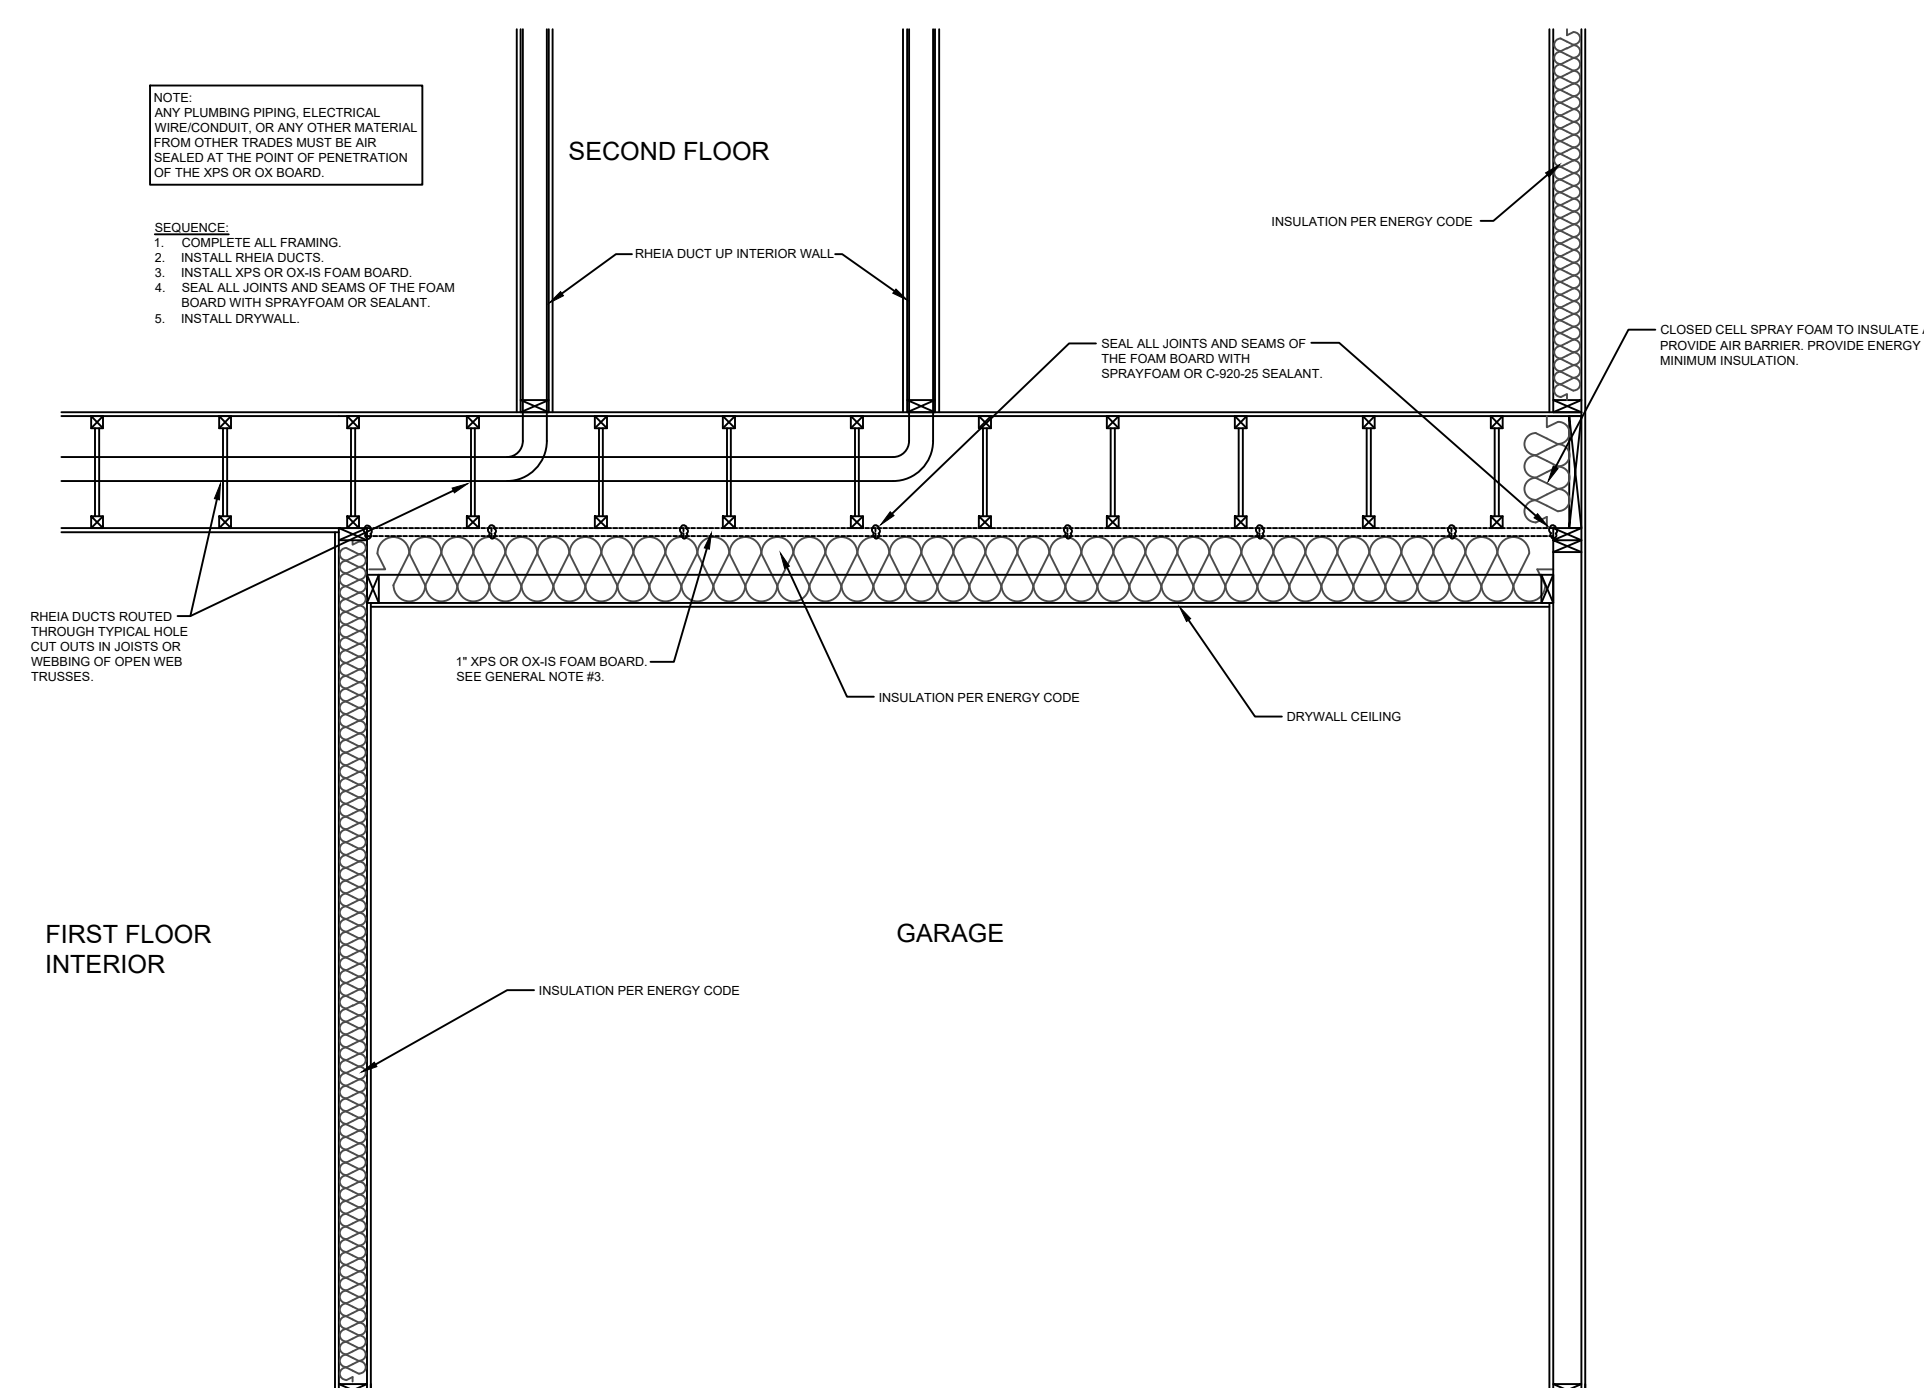 NOTE:
ANY PLUMBING PIPING, ELECTRICAL
WIRE/CONDUIT, OR ANY OTHER MATERIAL
FROM OTHER TRADES MUST BE AIR
SEALED AT THE POINT OF PENETRATION
OF THE XPS OR OX BOARD.
SEQUENCE:
1. COMPLETE ALL FRAMING.
2. INSTALL RHEIA DUCTS.
3. INSTALL XPS OR OX-IS FOAM BOARD.
4. SEAL ALL JOINTS AND SEAMS OF THE FOAM
BOARD WITH SPRAYFOAM OR SEALANT.
5. INSTALL DRYWALL.
SECOND FLOOR
RHEIA DUCT UP INTERIOR WALL
INSULATION PER ENERGY CODE
SEAL ALL JOINTS AND SEAMS OF
THE FOAM BOARD WITH
SPRAYFOAM OR C-920-25 SEALANT.
CLOSED CELL SPRAY FOAM TO INSULATE
PROVIDE AIR BARRIER. PROVIDE ENERGY
MINIMUM INSULATION.
RHEIA DUCTS ROUTED
THROUGH TYPICAL HOLE
CUT OUTS IN JOISTS OR
WEBBING OF OPEN WEB
TRUSSES.
1" XPS OR OX-IS FOAM BOARD.
SEE GENERAL NOTE #3.
INSULATION PER ENERGY CODE
DRYWALL CEILING
FIRST FLOOR
INTERIOR
GARAGE
INSULATION PER ENERGY CODE